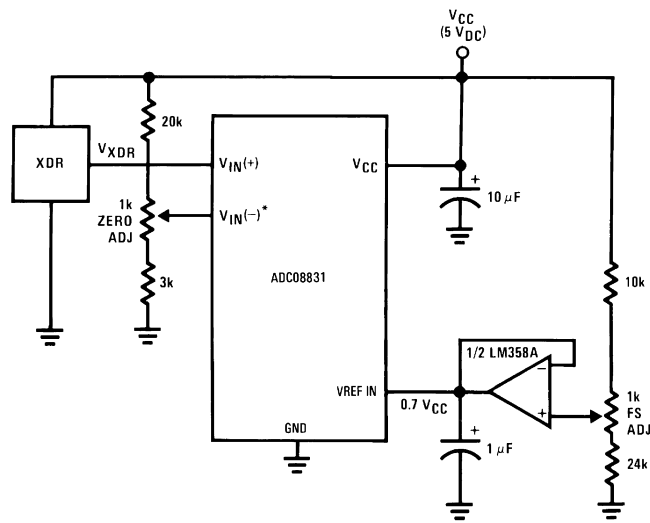 VCC
(5 VDC)
20k
XDR
VXDR
VIN(+)
VCC
+
10 μF
1k
ZERO
ADJ
VIN(−)*
3k
ADC08831
10k
1/2 LM358A
−
+
VREF IN
0.7 VCC
1k
FS
ADJ
GND
+
1 μF
24k